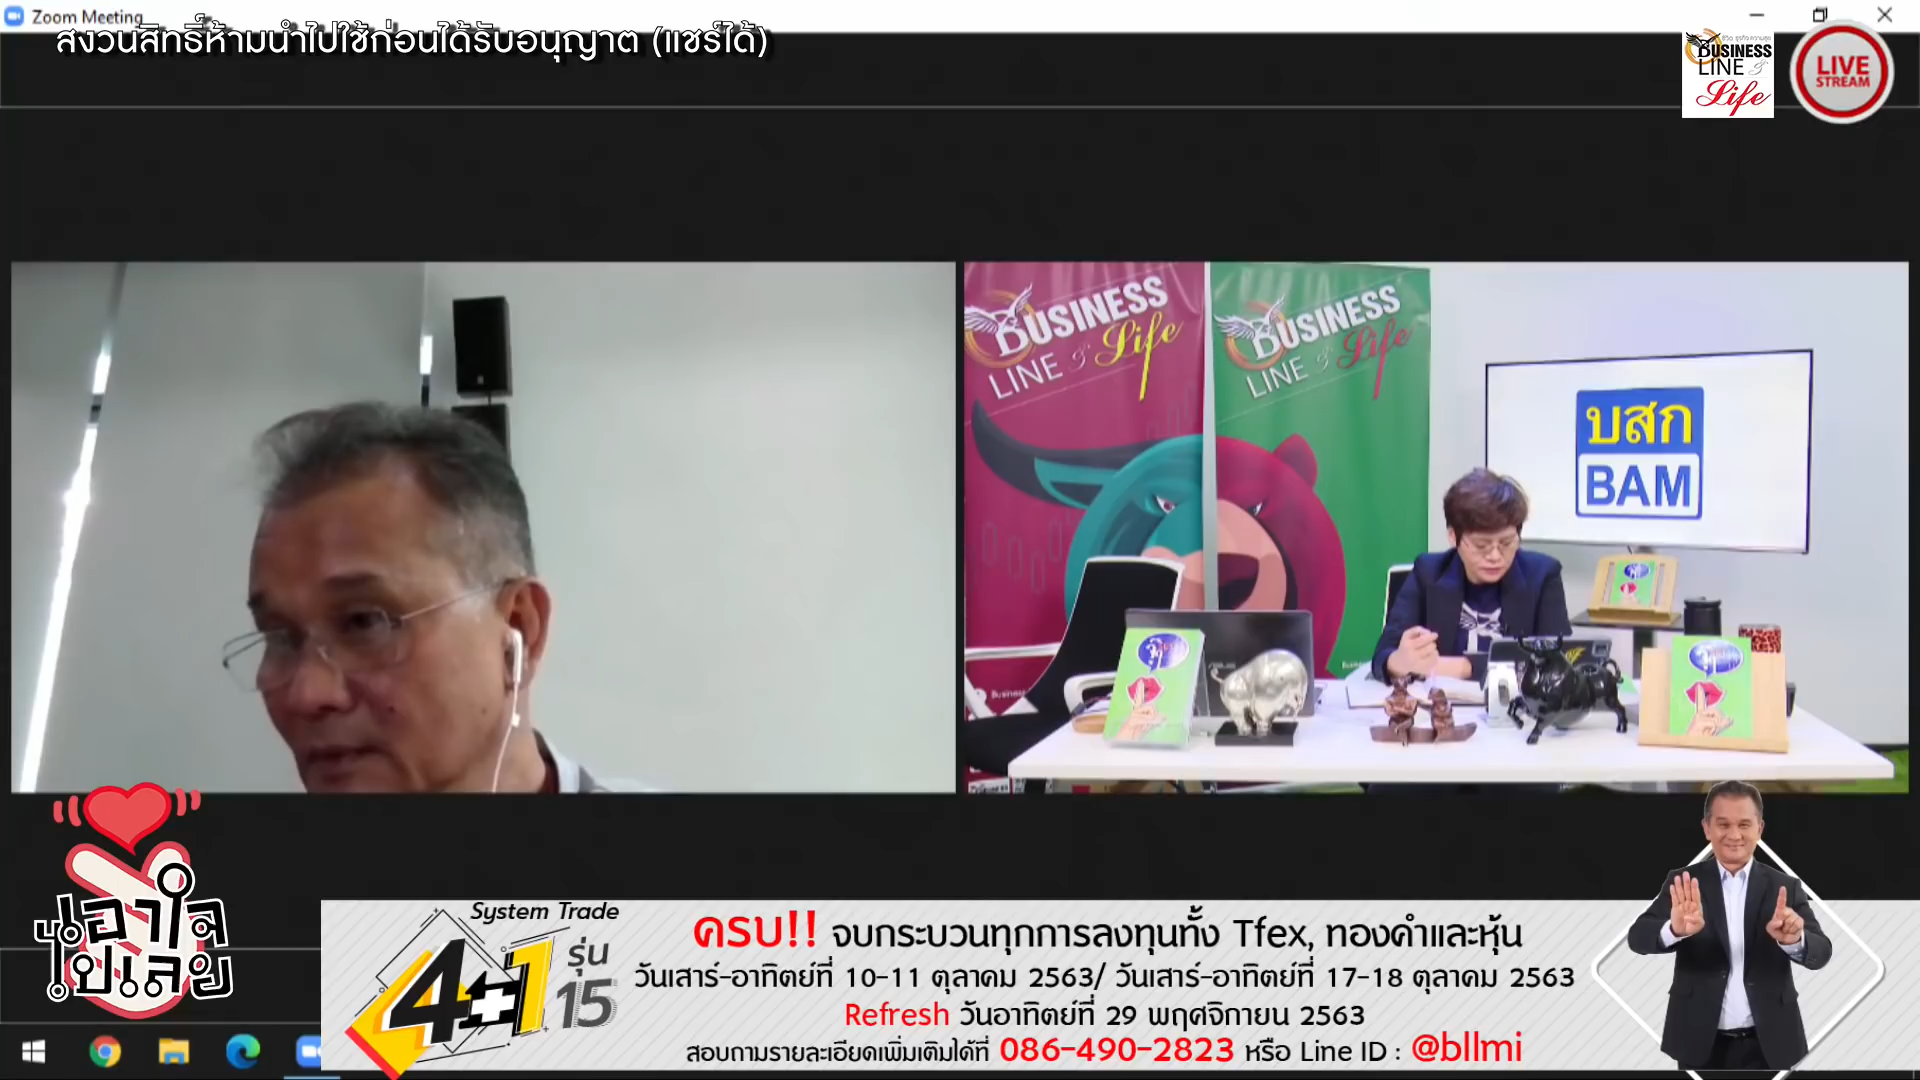 Zoom Meeting
สงวนสิทธิ์ห้ามนำไปใช้ก่อนได้รับอนุญาต (แชร์ได้)
BUSINESS
LINE & Life
LIVE
STREAM
BUSINESS
LINE & Life
BUSINESS
LINE & Life
บสก
BAM
Business
เอาใจ
ไปเลย
System Trade
4+1
รุ่น
15
ครบ!! จบกระบวนทุกการลงทุนทั้ง Tfex, ทองคำและหุ้น
วันเสาร์-อาทิตย์ที่ 10-11 ตุลาคม 2563/ วันเสาร์-อาทิตย์ที่ 17-18 ตุลาคม 2563
Refresh วันอาทิตย์ที่ 29 พฤศจิกายน 2563
สอบถามรายละเอียดเพิ่มเติมได้ที่ 086-490-2823 หรือ Line ID : @bllmi